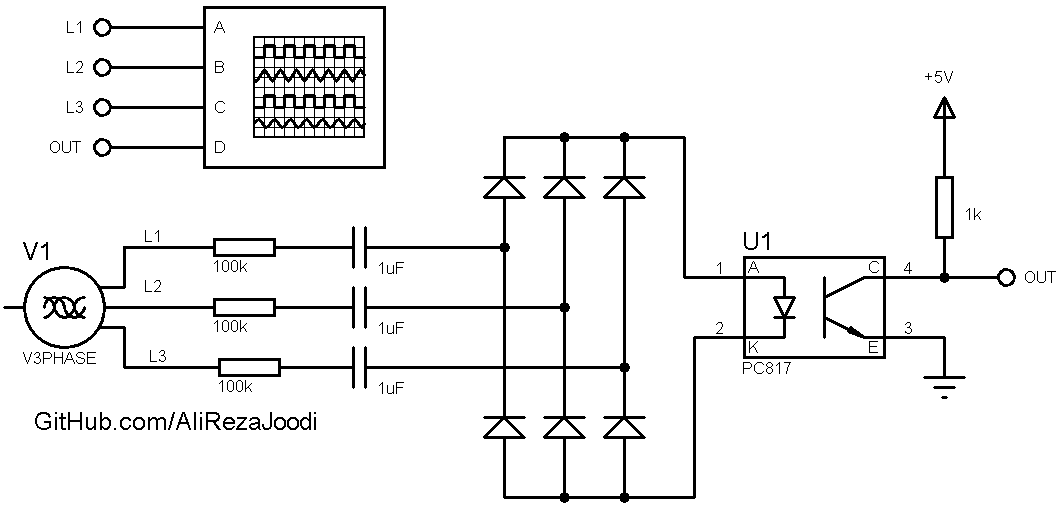 L1
A
L2
B
L3
C
OUT
D
+5V
1k
V1
L1
100k
1uF
L2
100k
1uF
L3
100k
1uF
V3PHASE
U1
1
A
C
4
OUT
2
K
E
3
PC817
GitHub.com/AliRezaJoodi